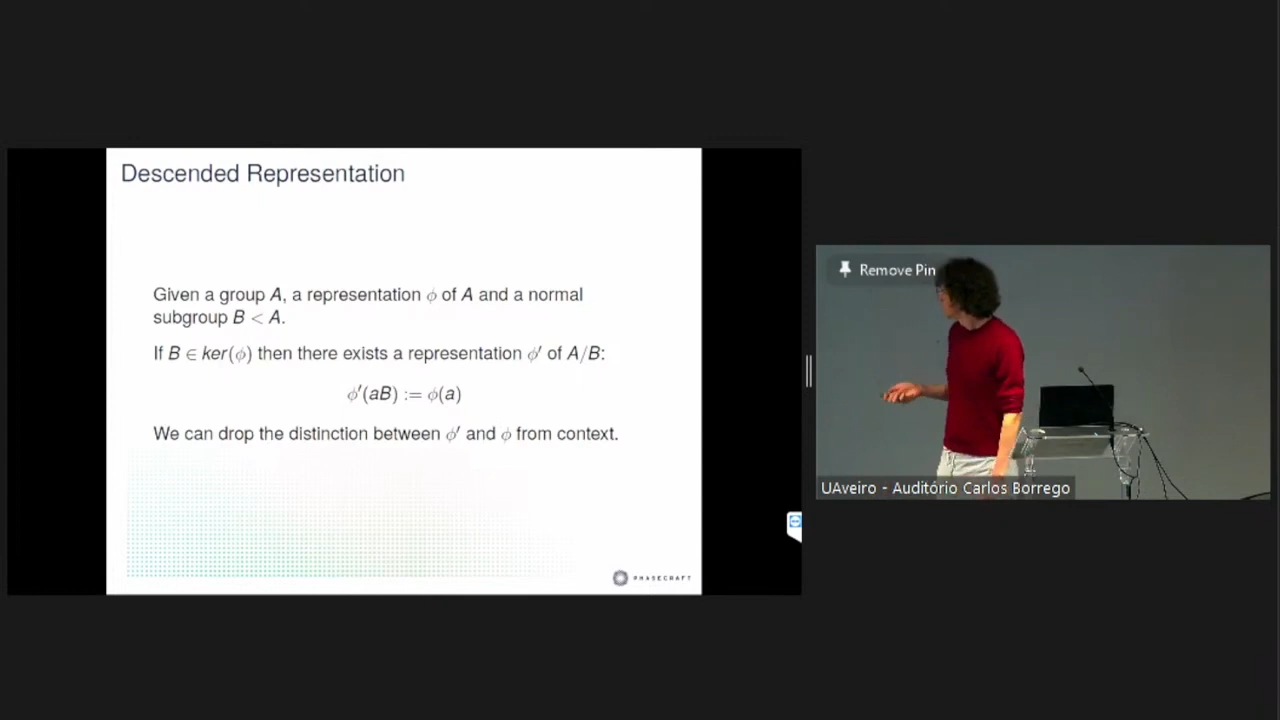 Descended Representation
Given a group A, a representation ϕ of A and a normal
subgroup B < A.
If B ∈ ker(ϕ) then there exists a representation ϕ′ of A/B:
ϕ′(aB) := ϕ(a)
We can drop the distinction between ϕ′ and ϕ from context.
PHASECRAFT
Remove Pin
UAveiro - Auditório Carlos Borrego